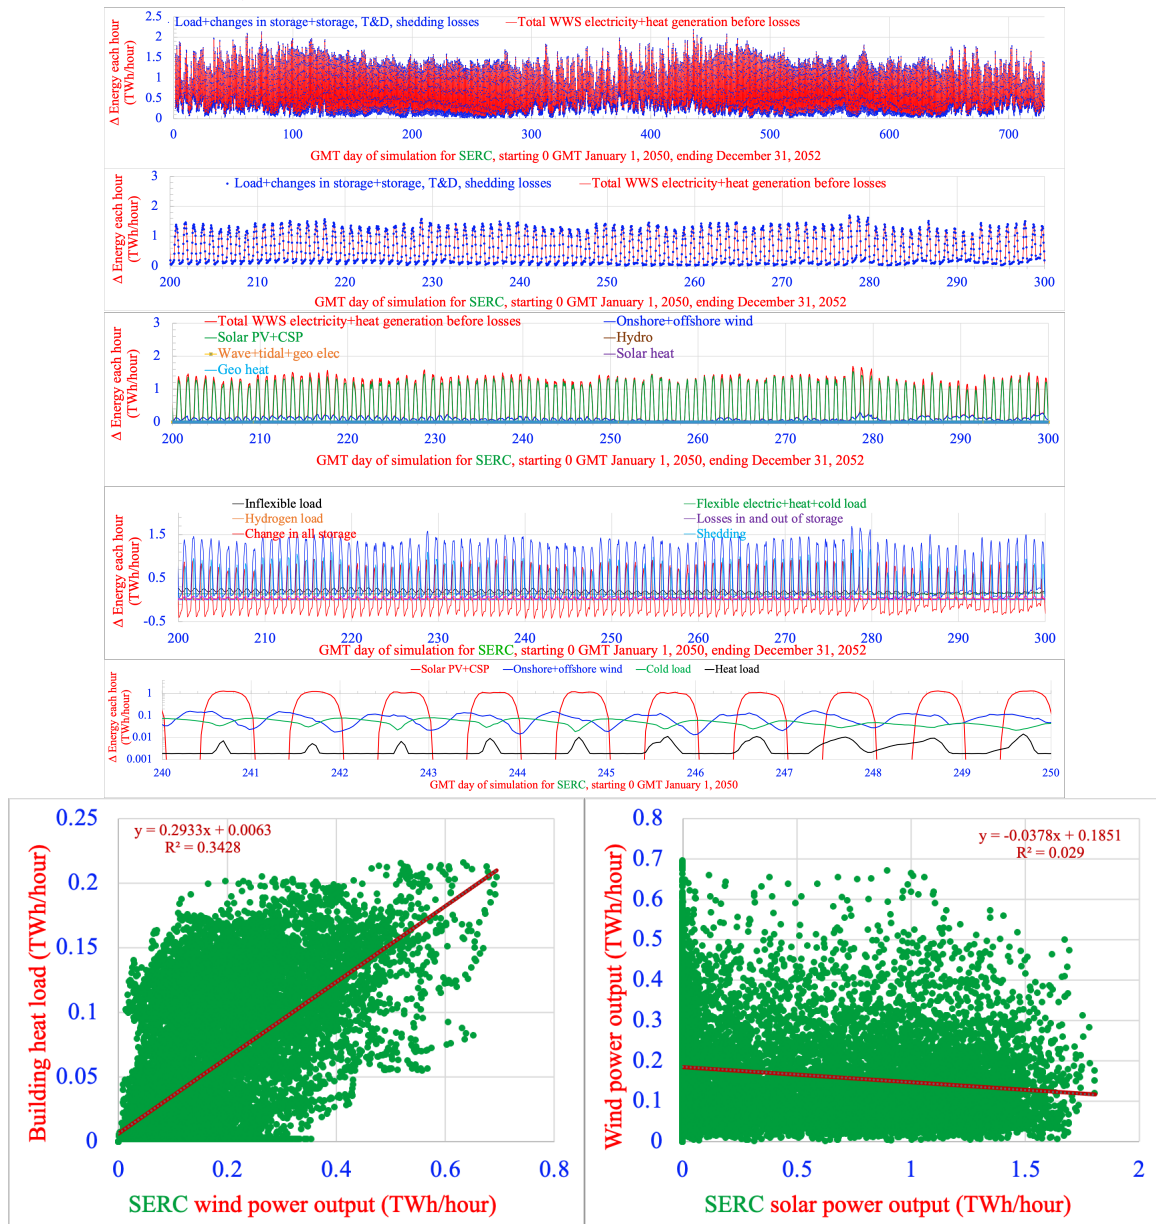 Load+changes in storage+storage, T&D, shedding losses —Total WWS electricity+heat generation before losses
Δ Energy each hour
(TWh/hour)
2.5
2
1.5
1
0.5
0
0 100 200 300 400 500 600 700
GMT day of simulation for SERC, starting 0 GMT January 1, 2050, ending December 31, 2052
Load+changes in storage+storage, T&D, shedding losses —Total WWS electricity+heat generation before losses
Δ Energy each hour
(TWh/hour)
3
2
1
0
200 210 220 230 240 250 260 270 280 290 300
GMT day of simulation for SERC, starting 0 GMT January 1, 2050, ending December 31, 2052
—Total WWS electricity+heat generation before losses —Onshore+offshore wind
—Solar PV+CSP —Hydro
Wave+tidal+geo elec —Solar heat
—Geo heat
Δ Energy each hour
(TWh/hour)
3
2
1
0
200 210 220 230 240 250 260 270 280 290 300
GMT day of simulation for SERC, starting 0 GMT January 1, 2050, ending December 31, 2052
—Inflexible load —Flexible electric+heat+cold load
—Hydrogen load —Losses in and out of storage
—Change in all storage —Shedding
Δ Energy each hour
(TWh/hour)
1.5
0.5
-0.5
200 210 220 230 240 250 260 270 280 290 300
GMT day of simulation for SERC, starting 0 GMT January 1, 2050, ending December 31, 2052
—Solar PV+CSP —Onshore+offshore wind —Cold load —Heat load
Δ Energy each hour
(TWh/hour)
1
0.1
0.01
0.001
240 241 242 243 244 245 246 247 248 249 250
GMT day of simulation for SERC, starting 0 GMT January 1, 2050
Building heat load (TWh/hour)
0.25
0.2
0.15
0.1
0.05
0
y = 0.2933x + 0.0063
R² = 0.3428
0 0.2 0.4 0.6 0.8
SERC wind power output (TWh/hour)
Wind power output (TWh/hour)
0.8
0.7
0.6
0.5
0.4
0.3
0.2
0.1
0
y = -0.0378x + 0.1851
R² = 0.029
0 0.5 1 1.5 2
SERC solar power output (TWh/hour)